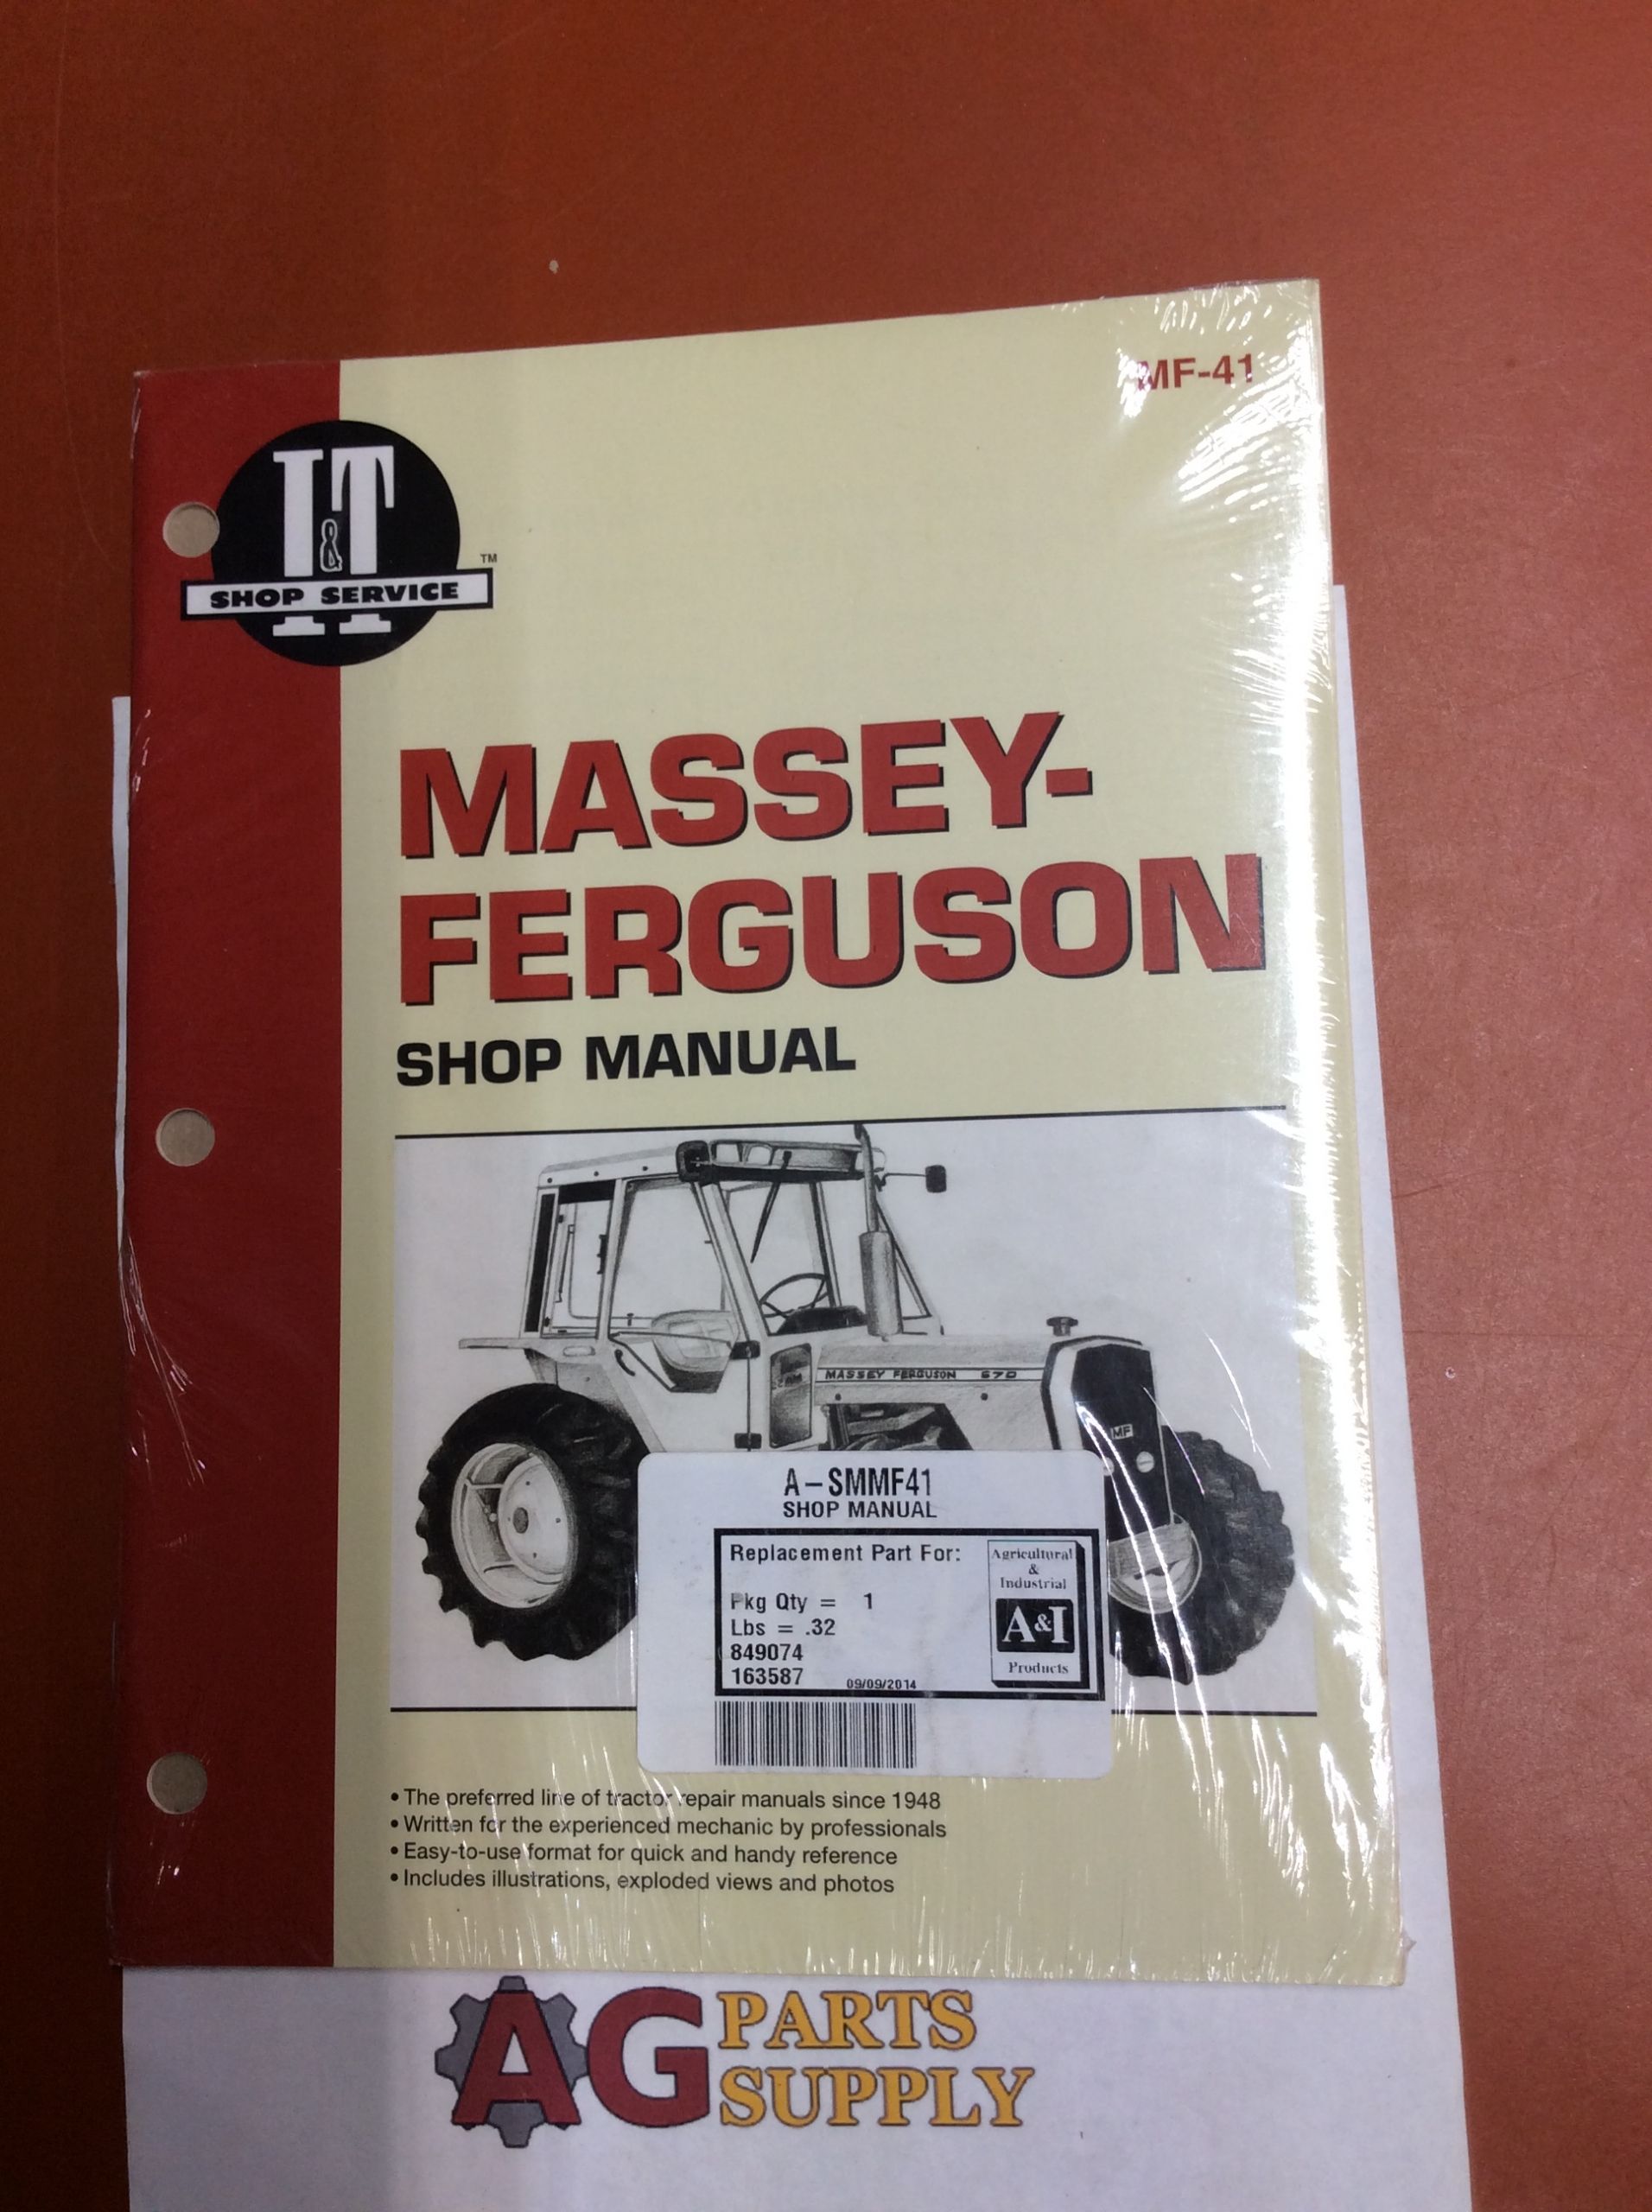 MF-41
I&T
TM
SHOP SERVICE
MASSEY-
FERGUSON
SHOP MANUAL
MASSEY FERGUSON 670
MF
A-SMMF41
SHOP MANUAL
Replacement Part For:
Pkg Qty = 1
Lbs = .32
849074
163587 09/09/2014
Agricultural
&
Industrial
A&I
Products
• The preferred line of tractor repair manuals since 1948
• Written for the experienced mechanic by professionals
• Easy-to-use format for quick and handy reference
• Includes illustrations, exploded views and photos
AG PARTS
SUPPLY